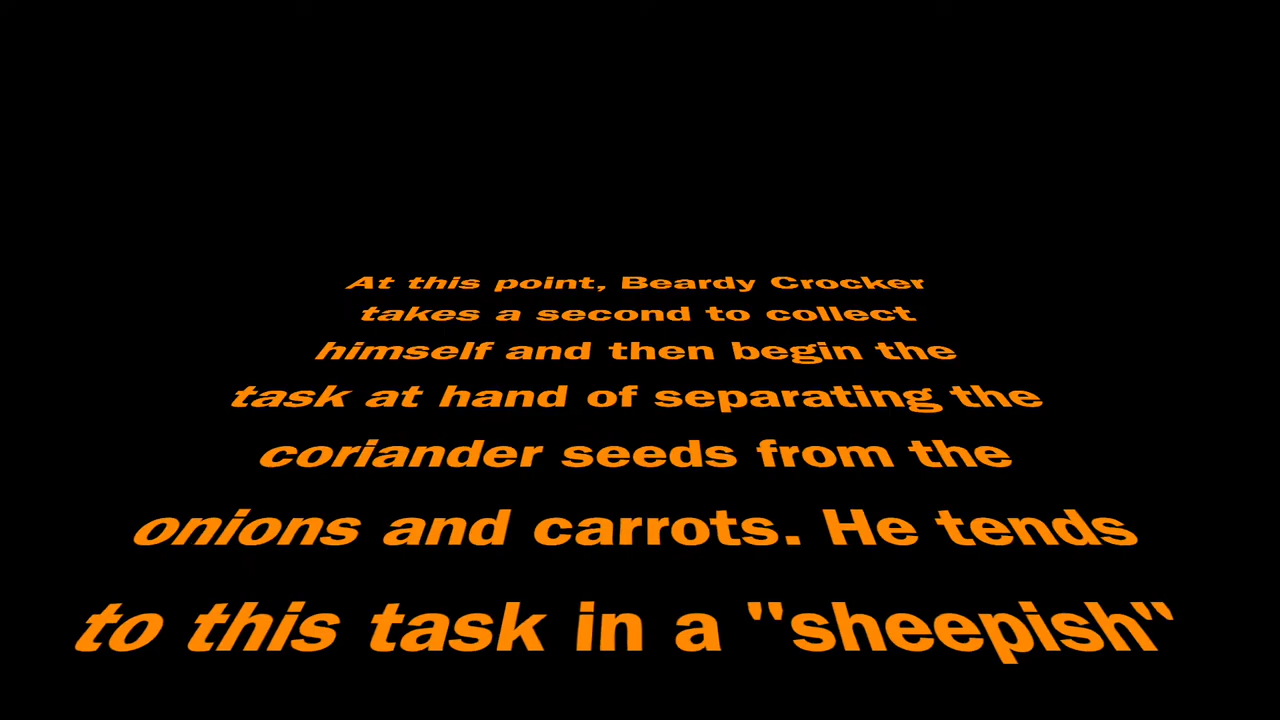 At this point, Beardy Crocker
takes a second to collect
himself and then begin the
task at hand of separating the
coriander seeds from the
onions and carrots. He tends
to this task in a "sheepish"